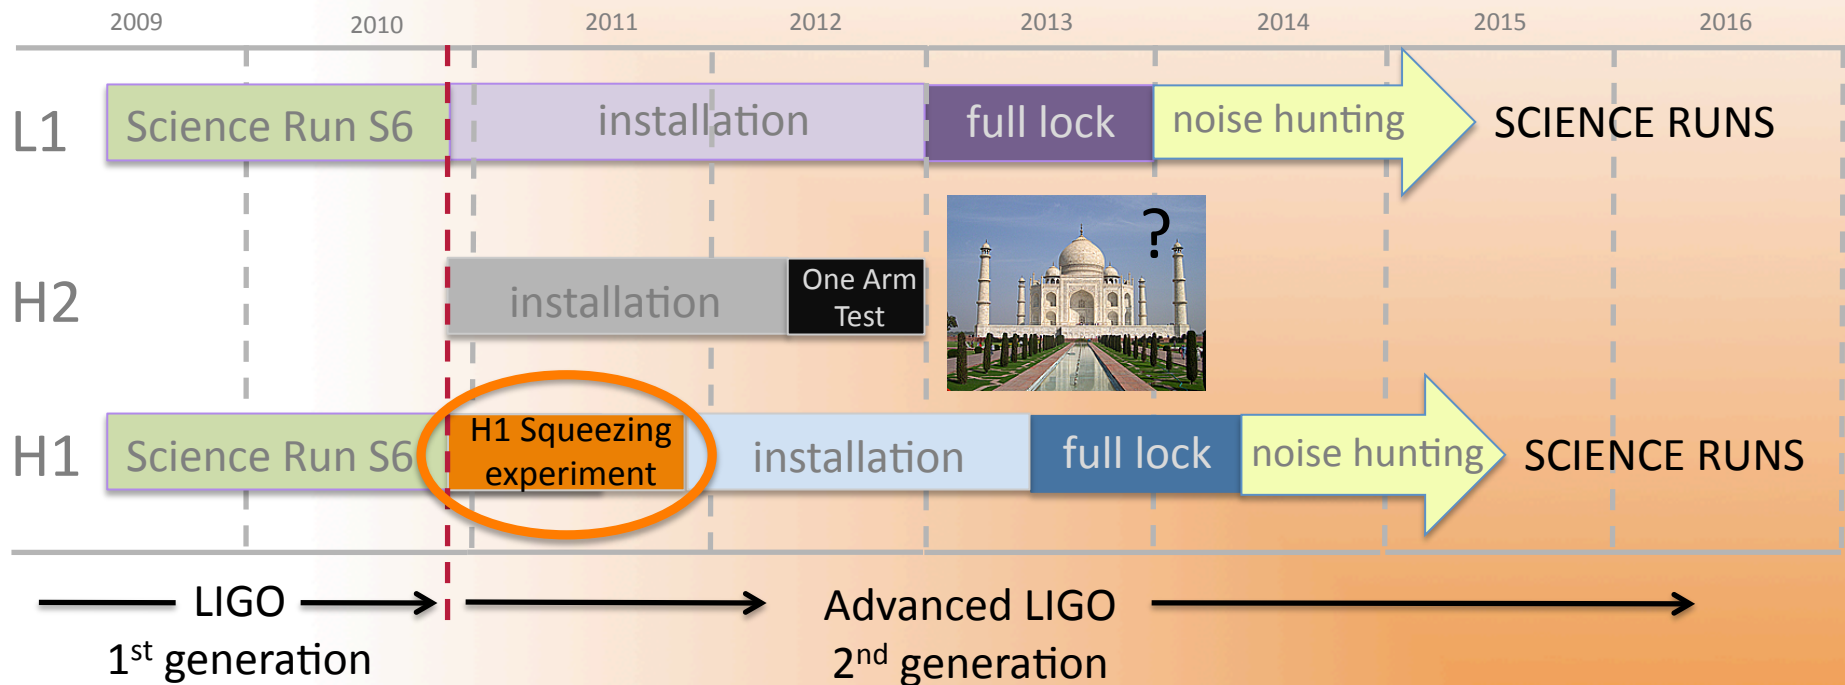 2009 2010 2011 2012 2013 2014 2015 2016
L1 Science Run S6 installation full lock noise hunting SCIENCE RUNS
?
H2 installation One Arm
Test
H1 Science Run S6 H1 Squeezing
experiment installation full lock noise hunting SCIENCE RUNS
LIGO Advanced LIGO
1st generation 2nd generation